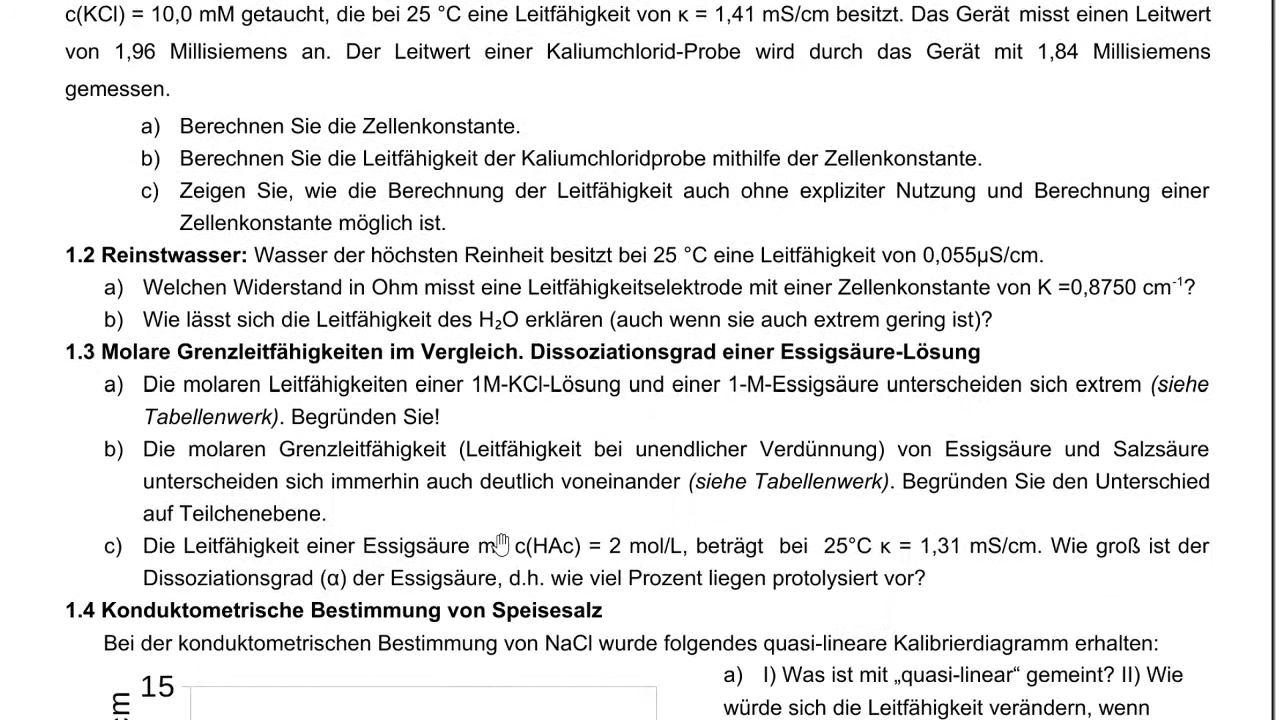 c(KCl) = 10,0 mM getaucht, die bei 25 °C eine Leitfähigkeit von κ = 1,41 mS/cm besitzt. Das Gerät misst einen Leitwert
von 1,96 Millisiemens an. Der Leitwert einer Kaliumchlorid-Probe wird durch das Gerät mit 1,84 Millisiemens
gemessen.
a) Berechnen Sie die Zellenkonstante.
b) Berechnen Sie die Leitfähigkeit der Kaliumchloridprobe mithilfe der Zellenkonstante.
c) Zeigen Sie, wie die Berechnung der Leitfähigkeit auch ohne expliziter Nutzung und Berechnung einer
Zellenkonstante möglich ist.
1.2 Reinstwasser: Wasser der höchsten Reinheit besitzt bei 25 °C eine Leitfähigkeit von 0,055µS/cm.
a) Welchen Widerstand in Ohm misst eine Leitfähigkeitselektrode mit einer Zellenkonstante von K =0,8750 cm⁻¹?
b) Wie lässt sich die Leitfähigkeit des H₂O erklären (auch wenn sie auch extrem gering ist)?
1.3 Molare Grenzleitfähigkeiten im Vergleich. Dissoziationsgrad einer Essigsäure-Lösung
a) Die molaren Leitfähigkeiten einer 1M-KCl-Lösung und einer 1-M-Essigsäure unterscheiden sich extrem (siehe
Tabellenwerk). Begründen Sie!
b) Die molaren Grenzleitfähigkeit (Leitfähigkeit bei unendlicher Verdünnung) von Essigsäure und Salzsäure
unterscheiden sich immerhin auch deutlich voneinander (siehe Tabellenwerk). Begründen Sie den Unterschied
auf Teilchenebene.
c) Die Leitfähigkeit einer Essigsäure c(HAc) = 2 mol/L, beträgt bei 25°C κ = 1,31 mS/cm. Wie groß ist der
Dissoziationsgrad (α) der Essigsäure, d.h. wie viel Prozent liegen protolysiert vor?
1.4 Konduktometrische Bestimmung von Speisesalz
Bei der konduktometrischen Bestimmung von NaCl wurde folgendes quasi-lineare Kalibrierdiagramm erhalten:
a) I) Was ist mit „quasi-linear“ gemeint? II) Wie
würde sich die Leitfähigkeit verändern, wenn
15